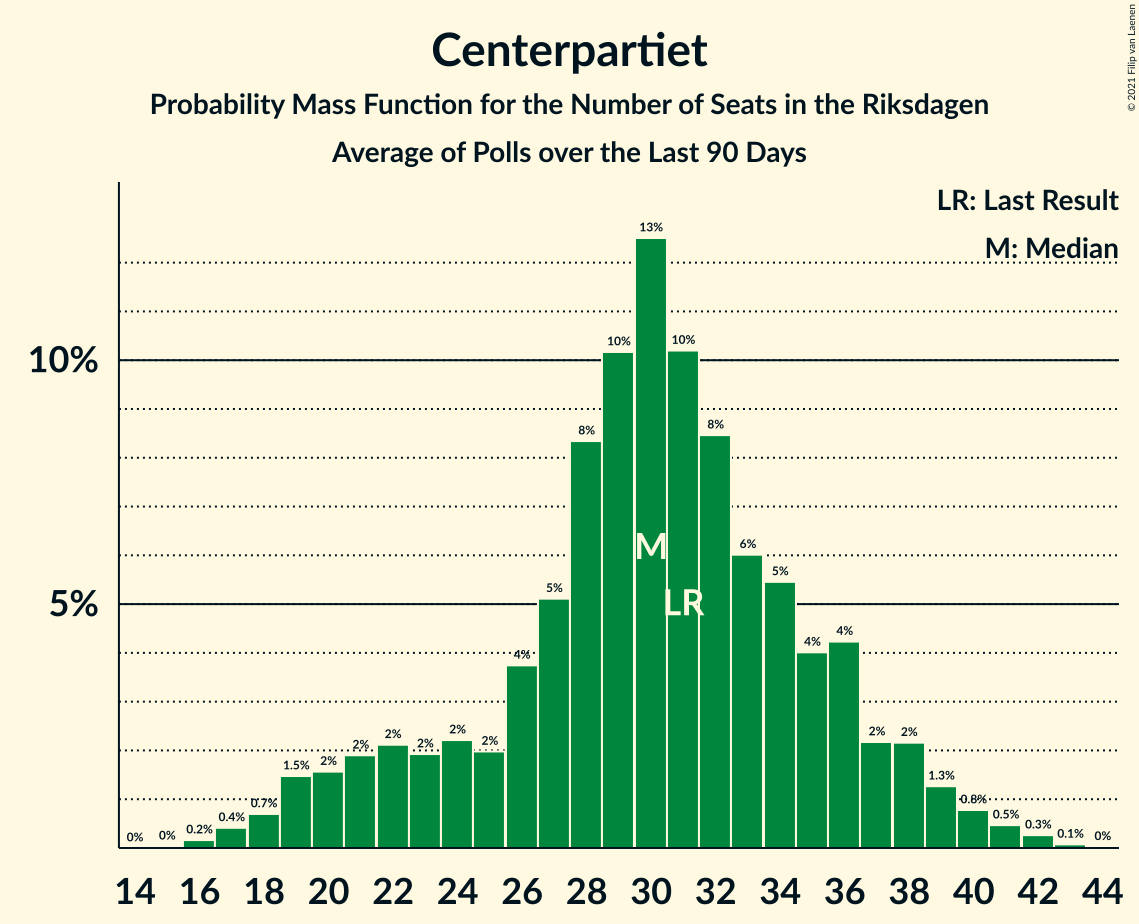 Centerpartiet
Probability Mass Function for the Number of Seats in the Riksdagen
Average of Polls over the Last 90 Days
© 2021 Filip van Laenen
LR: Last Result
M: Median
10%
5%
0% 0% 0.2% 0.4% 0.7% 1.5% 2% 2% 2% 2% 2% 2% 4% 5% 8% 10% 13% 10% 8% 6% 5% 4% 4% 2% 2% 1.3% 0.8% 0.5% 0.3% 0.1% 0%
M
LR
14 16 18 20 22 24 26 28 30 32 34 36 38 40 42 44